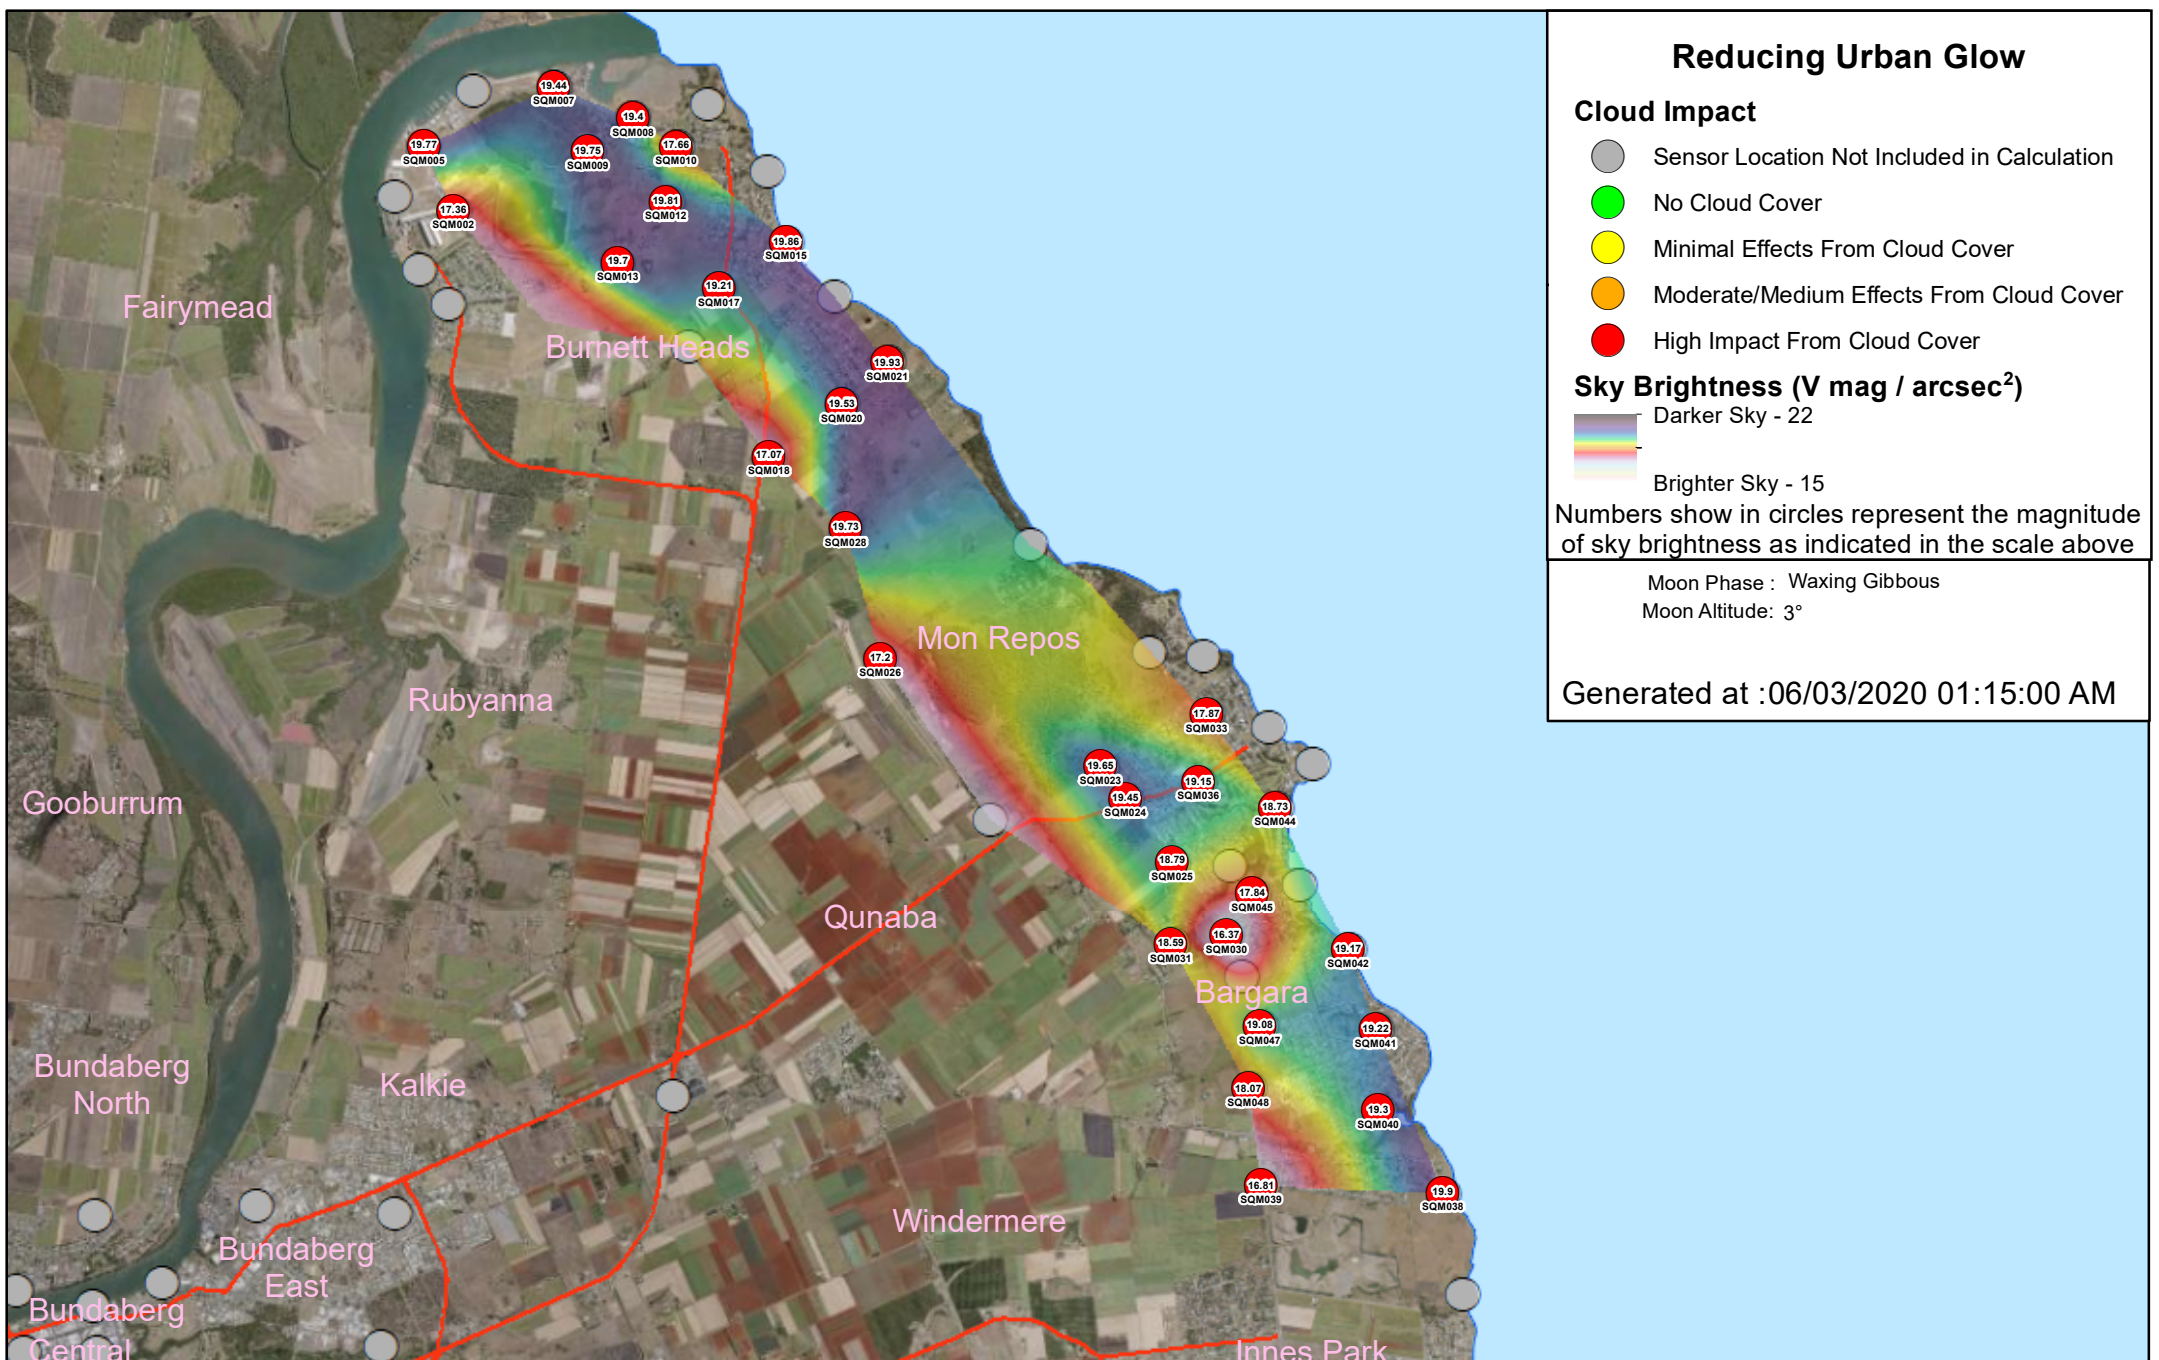 Reducing Urban Glow
Cloud Impact
Sensor Location Not Included in Calculation
No Cloud Cover
Minimal Effects From Cloud Cover
Moderate/Medium Effects From Cloud Cover
High Impact From Cloud Cover
Sky Brightness (V mag / arcsec²)
Darker Sky - 22
Brighter Sky - 15
Numbers show in circles represent the magnitude
of sky brightness as indicated in the scale above
Moon Phase : Waxing Gibbous
Moon Altitude: 3°
Generated at :06/03/2020 01:15:00 AM
19.44
SQM007
19.4
SQM008
19.77
SQM005
19.75
SQM009
17.66
SQM010
17.36
SQM002
19.81
SQM012
19.86
SQM015
19.7
SQM013
19.21
SQM017
Fairymead
Burnett Heads
19.93
SQM021
19.53
SQM020
17.07
SQM018
19.73
SQM028
Mon Repos
17.2
SQM026
Rubyanna
17.87
SQM033
19.65
SQM023
19.15
SQM036
19.45
SQM024
18.73
SQM044
Gooburrum
18.79
SQM025
17.84
SQM045
Qunaba
16.37
SQM030
18.59
SQM031
19.17
SQM042
Bargara
19.08
SQM047
19.22
SQM041
Bundaberg
North
Kalkie
18.07
SQM048
19.3
SQM040
16.81
SQM039
19.9
SQM038
Windermere
Bundaberg
East
Bundaberg
Central
Innes Park